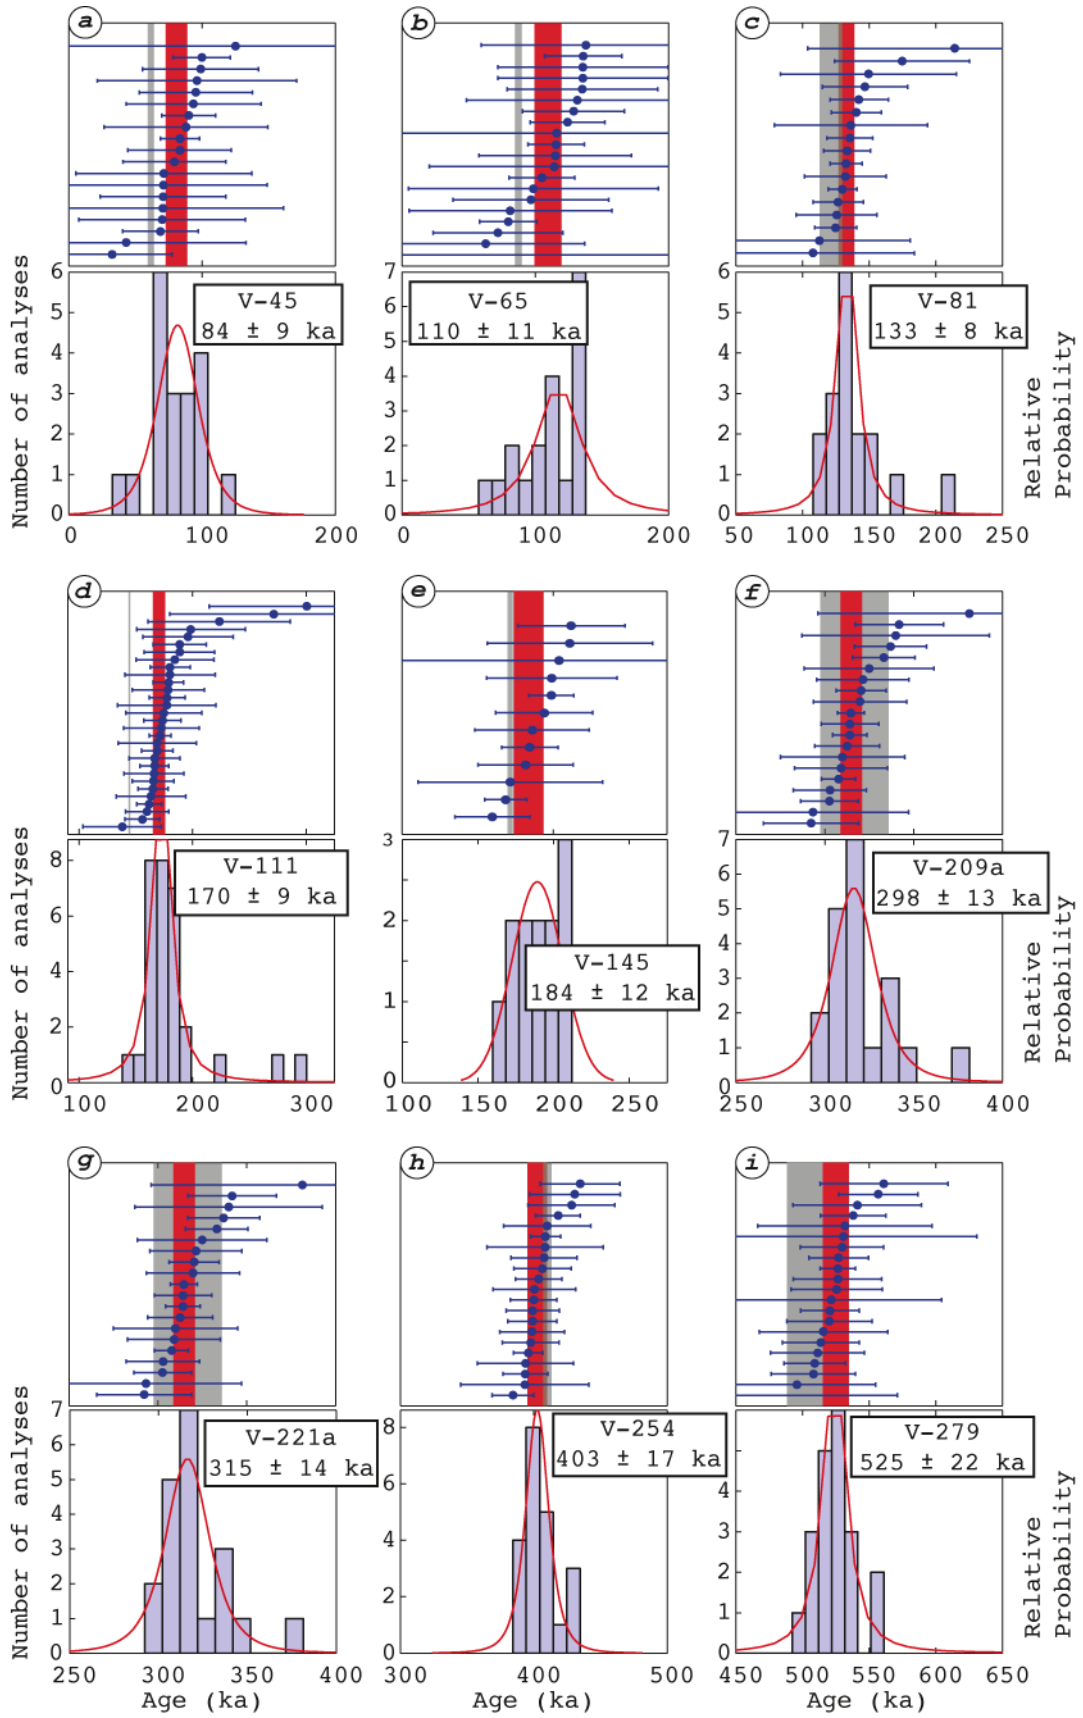 a
b
c
Number of analyses
6
5
4
3
2
1
0
V-45
84 ± 9 ka
0
100
200
7
6
5
4
3
2
1
0
V-65
110 ± 11 ka
0
100
200
6
5
4
3
2
1
0
V-81
133 ± 8 ka
50
100
150
200
250
Relative
Probability
d
e
f
Number of analyses
8
6
4
2
0
V-111
170 ± 9 ka
100
200
300
3
2
1
0
V-145
184 ± 12 ka
100
150
200
250
7
6
5
4
3
2
1
0
V-209a
298 ± 13 ka
250
300
350
400
Relative
Probability
g
h
i
Number of analyses
7
6
5
4
3
2
1
0
V-221a
315 ± 14 ka
250
300
350
400
Age (ka)
8
6
4
2
0
V-254
403 ± 17 ka
300
400
500
Age (ka)
5
4
3
2
1
0
V-279
525 ± 22 ka
450
500
550
600
650
Age (ka)
Relative
Probability